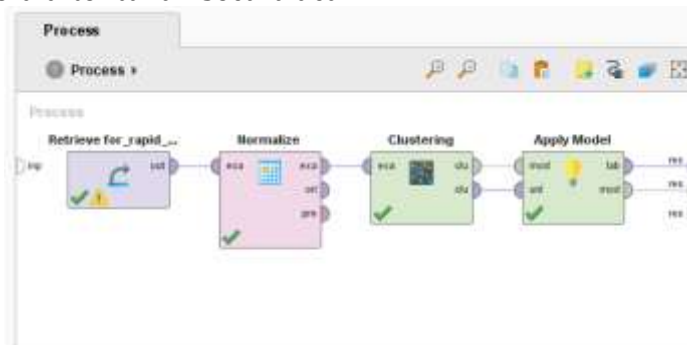 Process
Process
Process
Retrieve for_rapid_... Normalize Clustering Apply Model
inp out exa exa exa clu mod lab res
ori clu unl mod res
pre res